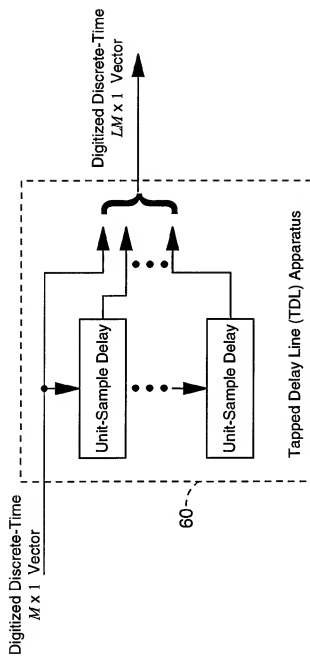 Digitized Discrete-Time
M x 1 Vector
Unit-Sample Delay
Unit-Sample Delay
Digitized Discrete-Time
LM x 1 Vector
60
Tapped Delay Line (TDL) Apparatus